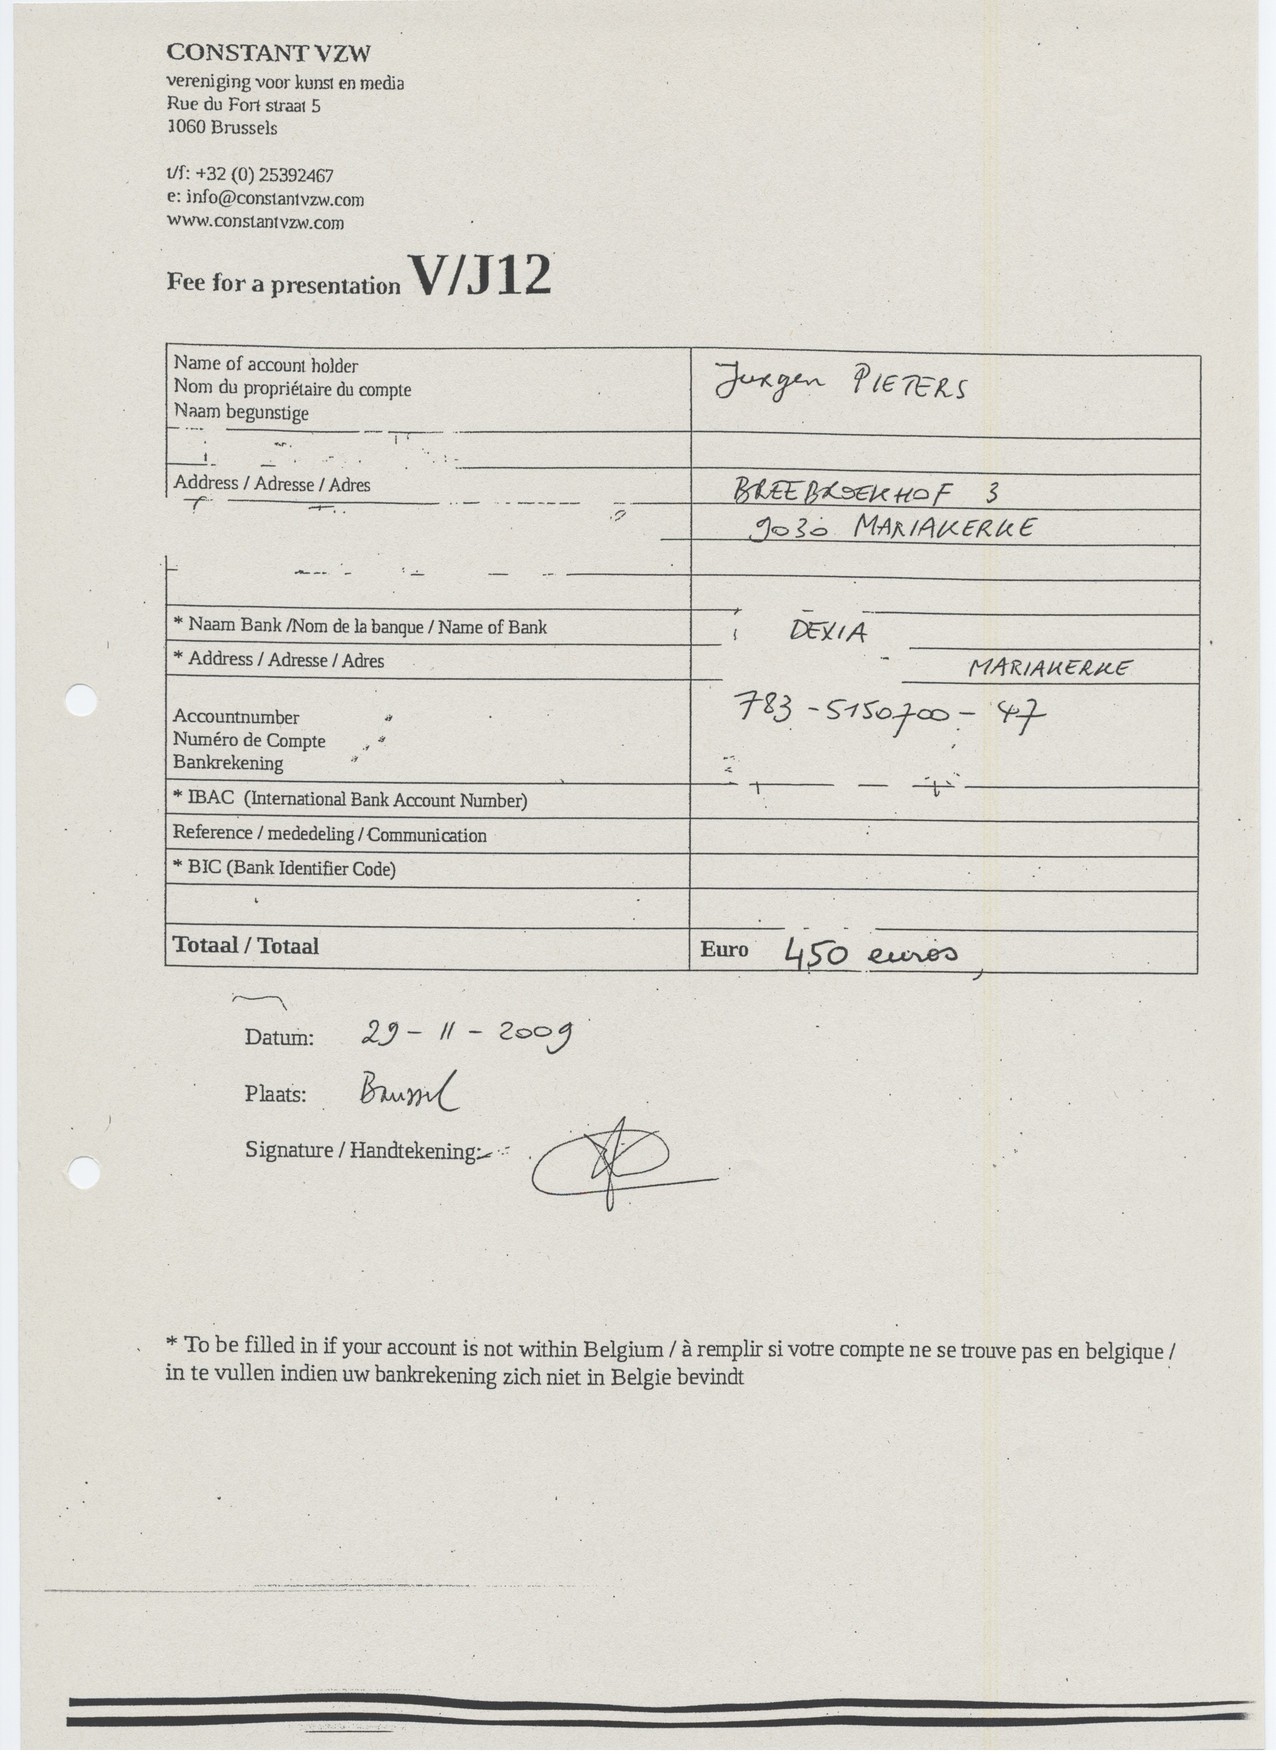 CONSTANT VZW
vereniging voor kunst en media
Rue du Fort straat 5
1060 Brussels
t/f: +32 (0) 25392467
e: info@constantvzw.com
www.constantvzw.com
Fee for a presentation V/J12
Name of account holder
Nom du propriétaire du compte
Naam begunstige
Jurgen PIETERS
Address / Adresse / Adres
BREEBROEKHOF 3
9030 MARIAKERKE
* Naam Bank /Nom de la banque / Name of Bank
DEXIA
* Address / Adresse / Adres
MARIAKERKE
Accountnumber
Numéro de Compte
Bankrekening
783 - 5150700 - 47
* IBAC (International Bank Account Number)
Reference / mededeling / Communication
* BIC (Bank Identifier Code)
Totaal / Totaal
Euro 450 euros
Datum: 29 - 11 - 2009
Plaats: Brussel
Signature / Handtekening:
* To be filled in if your account is not within Belgium / à remplir si votre compte ne se trouve pas en belgique /
in te vullen indien uw bankrekening zich niet in Belgie bevindt